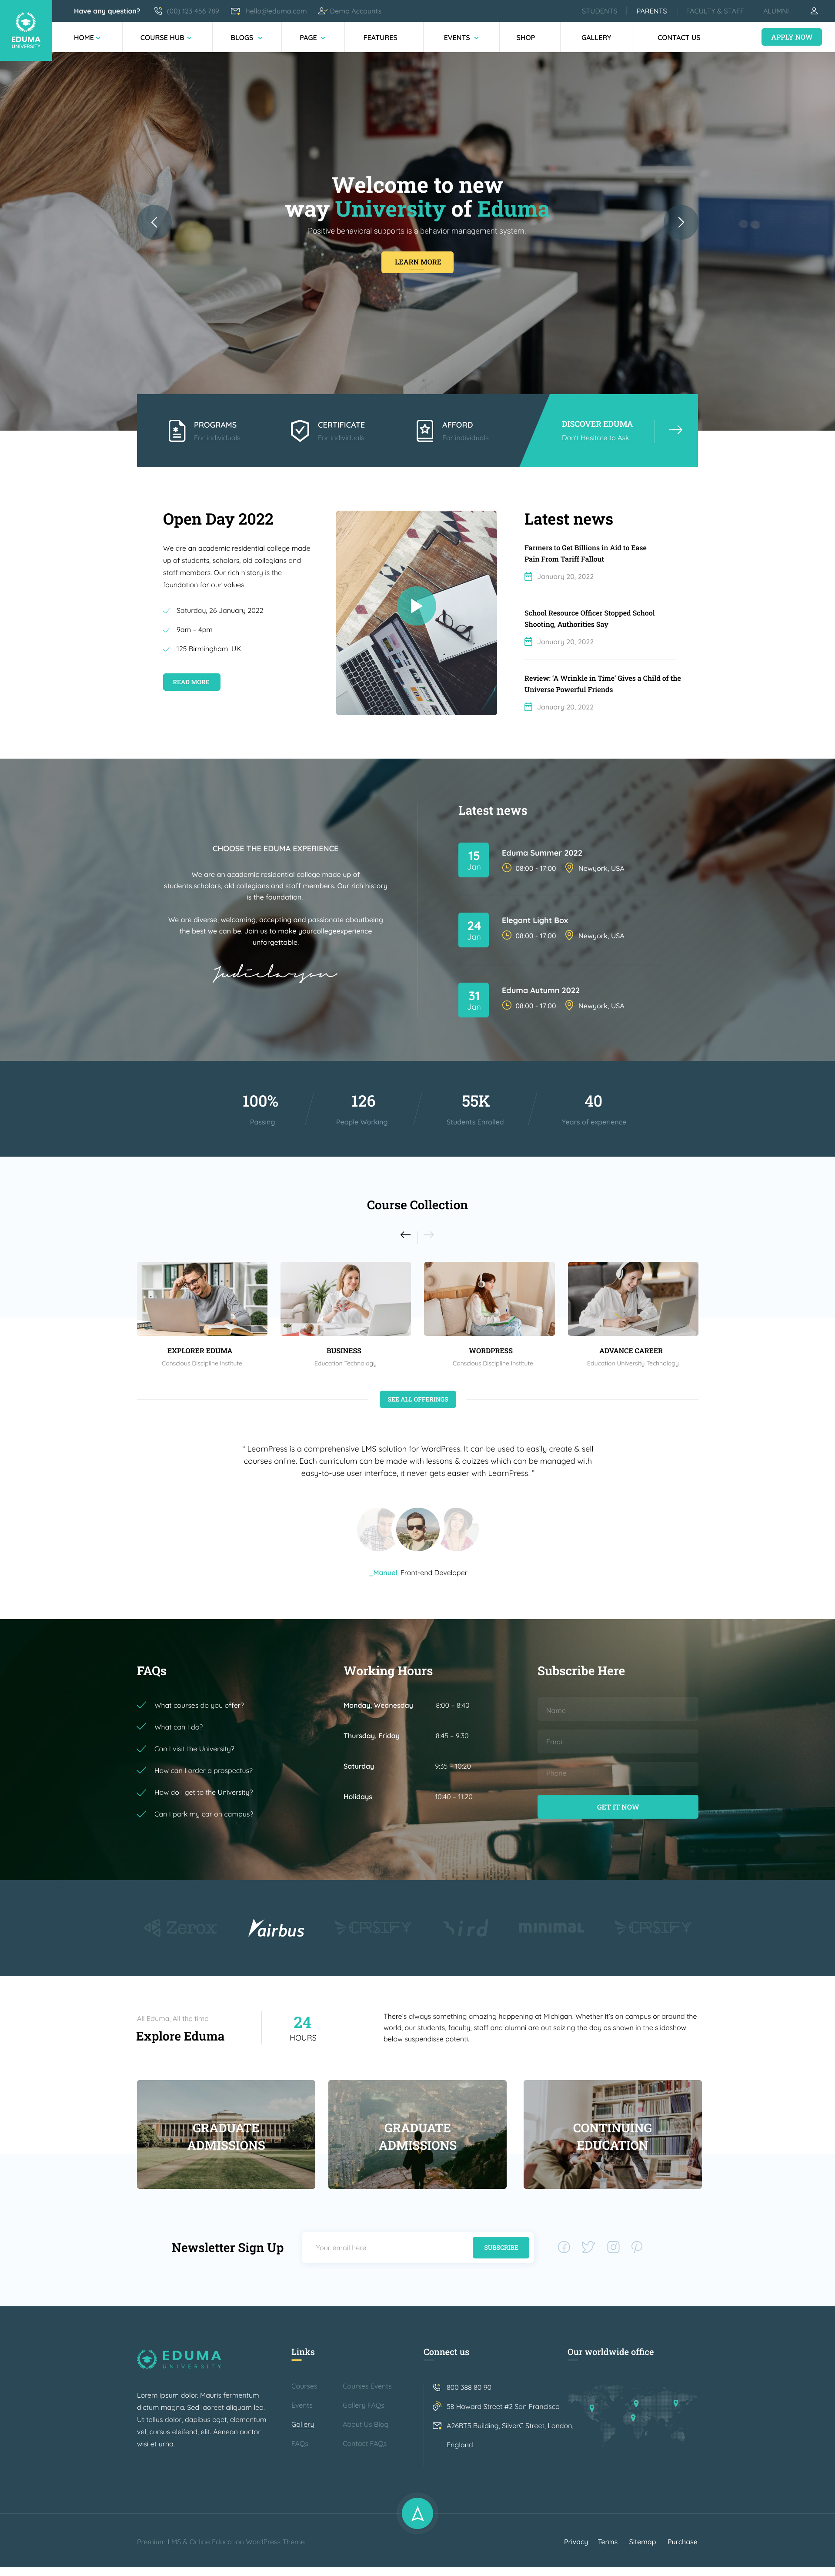 EDUMA
UNIVERSITY
Have any question?
(00) 123 456 789
hello@eduma.com
Demo Accounts
STUDENTS
PARENTS
FACULTY & STAFF
ALUMNI
HOME
COURSE HUB
BLOGS
PAGE
FEATURES
EVENTS
SHOP
GALLERY
CONTACT US
APPLY NOW
Welcome to new
way University of Eduma
Positive behavioral supports is a behavior management system.
LEARN MORE
PROGRAMS
For Individuals
CERTIFICATE
For Individuals
AFFORD
For Individuals
DISCOVER EDUMA
Don't Hesitate to Ask
Open Day 2022
We are an academic residential college made
up of students, scholars, old collegians and
staff members. Our rich history is the
foundation for our values.
Saturday, 26 January 2022
9am – 4pm
125 Birmingham, UK
READ MORE
Latest news
Farmers to Get Billions in Aid to Ease
Pain From Tariff Fallout
January 20, 2022
School Resource Officer Stopped School
Shooting, Authorities Say
January 20, 2022
Review: 'A Wrinkle in Time' Gives a Child of the
Universe Powerful Friends
January 20, 2022
CHOOSE THE EDUMA EXPERIENCE
We are an academic residential college made up of
students,scholars, old collegians and staff members. Our rich history
is the foundation.
We are diverse, welcoming, accepting and passionate aboutbeing
the best we can be. Join us to make yourcollegeexperience
unforgettable.
Latest news
15
Jan
Eduma Summer 2022
08:00 - 17:00
Newyork, USA
24
Jan
Elegant Light Box
08:00 - 17:00
Newyork, USA
31
Jan
Eduma Autumn 2022
08:00 - 17:00
Newyork, USA
100%
Passing
126
People Working
55K
Students Enrolled
40
Years of experience
Course Collection
EXPLORER EDUMA
Conscious Discipline Institute
BUSINESS
Education Technology
WORDPRESS
Conscious Discipline Institute
ADVANCE CAREER
Education University Technology
SEE ALL OFFERINGS
“ LearnPress is a comprehensive LMS solution for WordPress. It can be used to easily create & sell
courses online. Each curriculum can be made with lessons & quizzes which can be managed with
easy-to-use user interface, it never gets easier with LearnPress. ”
_Manuel. Front-end Developer
FAQs
What courses do you offer?
What can I do?
Can I visit the University?
How can I order a prospectus?
How do I get to the University?
Can I park my car on campus?
Working Hours
Monday, Wednesday 8:00 – 8:40
Thursday, Friday 8:45 – 9:30
Saturday 9:35 – 10:20
Holidays 10:40 – 11:20
Subscribe Here
Name
Email
Phone
GET IT NOW
Zerox
airbus
minimal
All Eduma, All the time
Explore Eduma
24
HOURS
There's always something amazing happening at Michigan. Whether it's on campus or around the
world, our students, faculty, staff and alumni are out seizing the day as shown in the slideshow
below suspendisse potenti.
GRADUATE
ADMISSIONS
GRADUATE
ADMISSIONS
CONTINUING
EDUCATION
Newsletter Sign Up
Your email here
SUBSCRIBE
EDUMA
UNIVERSITY
Lorem ipsum dolor. Mauris fermentum
dictum magna. Sed laoreet aliquam leo.
Ut tellus dolor, dapibus eget, elementum
vel, cursus eleifend, elit. Aenean auctor
wisi et urna.
Links
Courses
Events
Gallery
FAQs
Courses Events
Gallery FAQs
About Us Blog
Contact FAQs
Connect us
800 388 80 90
58 Howard Street #2 San Francisco
A26BT5 Building, SilverC Street, London,
England
Our worldwide office
Premium LMS & Online Education WordPress Theme
Privacy
Terms
Sitemap
Purchase